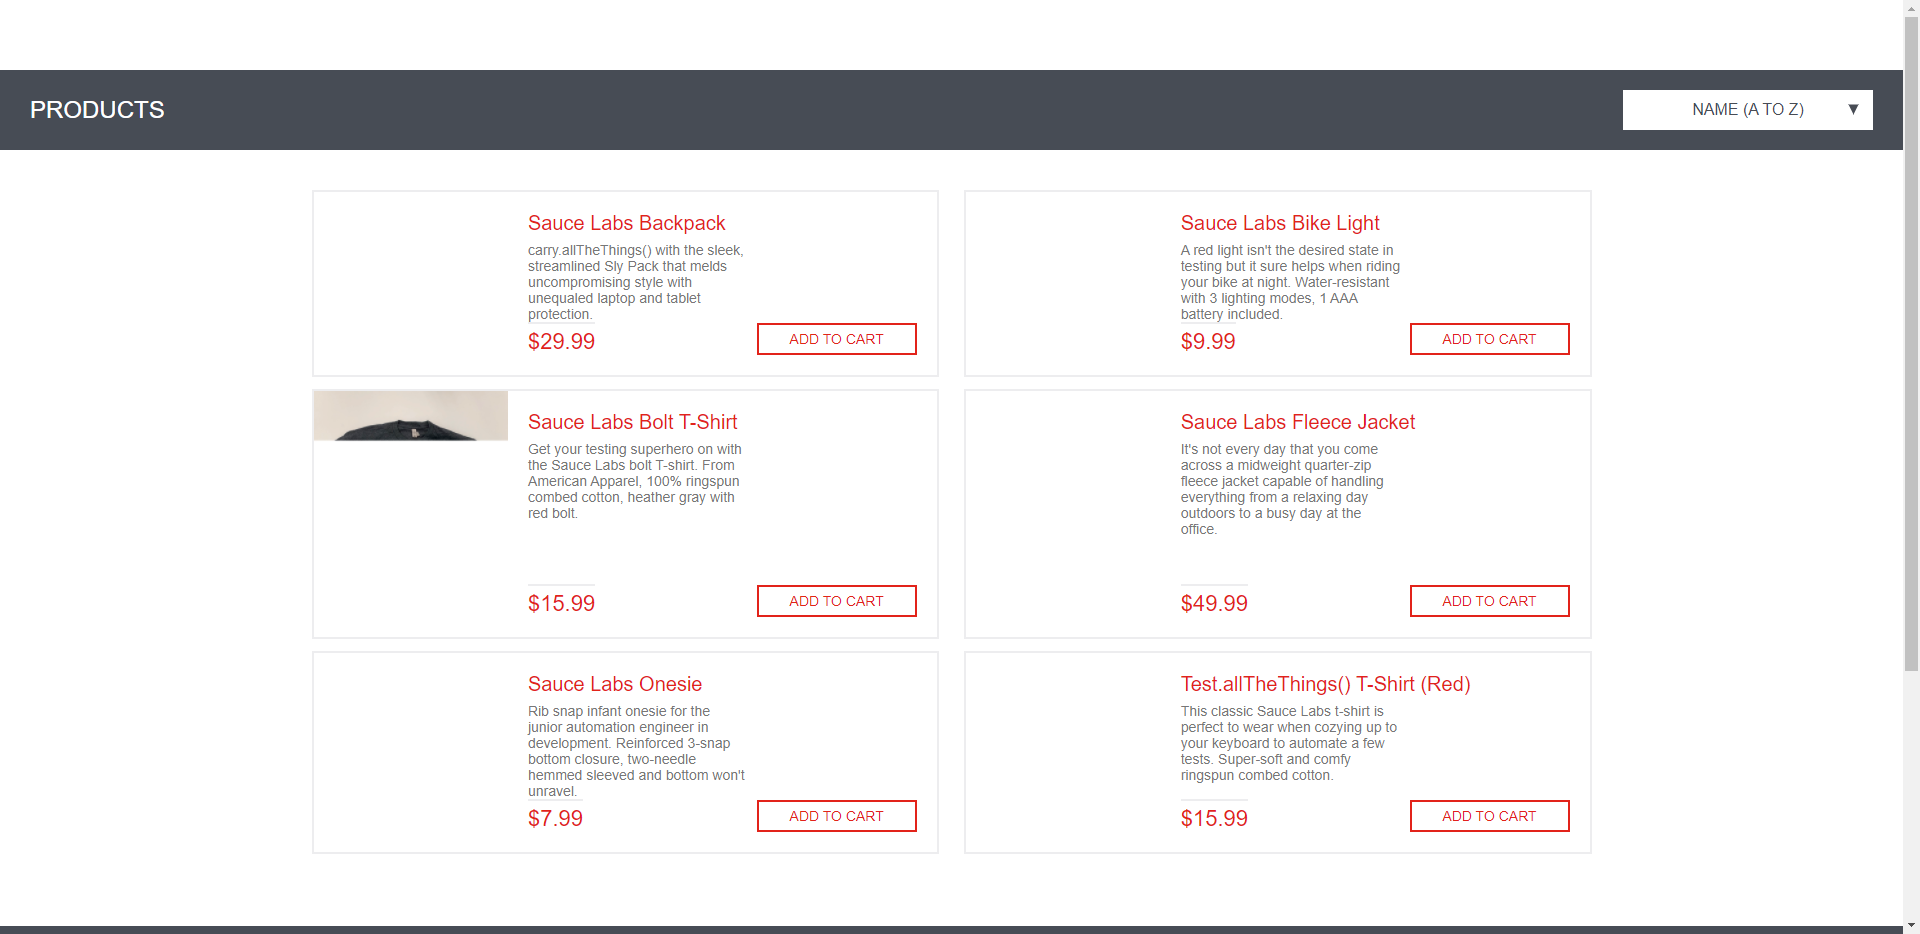 PRODUCTS
NAME (A TO Z) ▼
Sauce Labs Backpack
carry.allTheThings() with the sleek,
streamlined Sly Pack that melds
uncompromising style with
unequaled laptop and tablet
protection.
$29.99
ADD TO CART
Sauce Labs Bike Light
A red light isn't the desired state in
testing but it sure helps when riding
your bike at night. Water-resistant
with 3 lighting modes, 1 AAA
battery included.
$9.99
ADD TO CART
Sauce Labs Bolt T-Shirt
Get your testing superhero on with
the Sauce Labs bolt T-shirt. From
American Apparel, 100% ringspun
combed cotton, heather gray with
red bolt.
$15.99
ADD TO CART
Sauce Labs Fleece Jacket
It's not every day that you come
across a midweight quarter-zip
fleece jacket capable of handling
everything from a relaxing day
outdoors to a busy day at the
office.
$49.99
ADD TO CART
Sauce Labs Onesie
Rib snap infant onesie for the
junior automation engineer in
development. Reinforced 3-snap
bottom closure, two-needle
hemmed sleeved and bottom won't
unravel.
$7.99
ADD TO CART
Test.allTheThings() T-Shirt (Red)
This classic Sauce Labs t-shirt is
perfect to wear when cozying up to
your keyboard to automate a few
tests. Super-soft and comfy
ringspun combed cotton.
$15.99
ADD TO CART